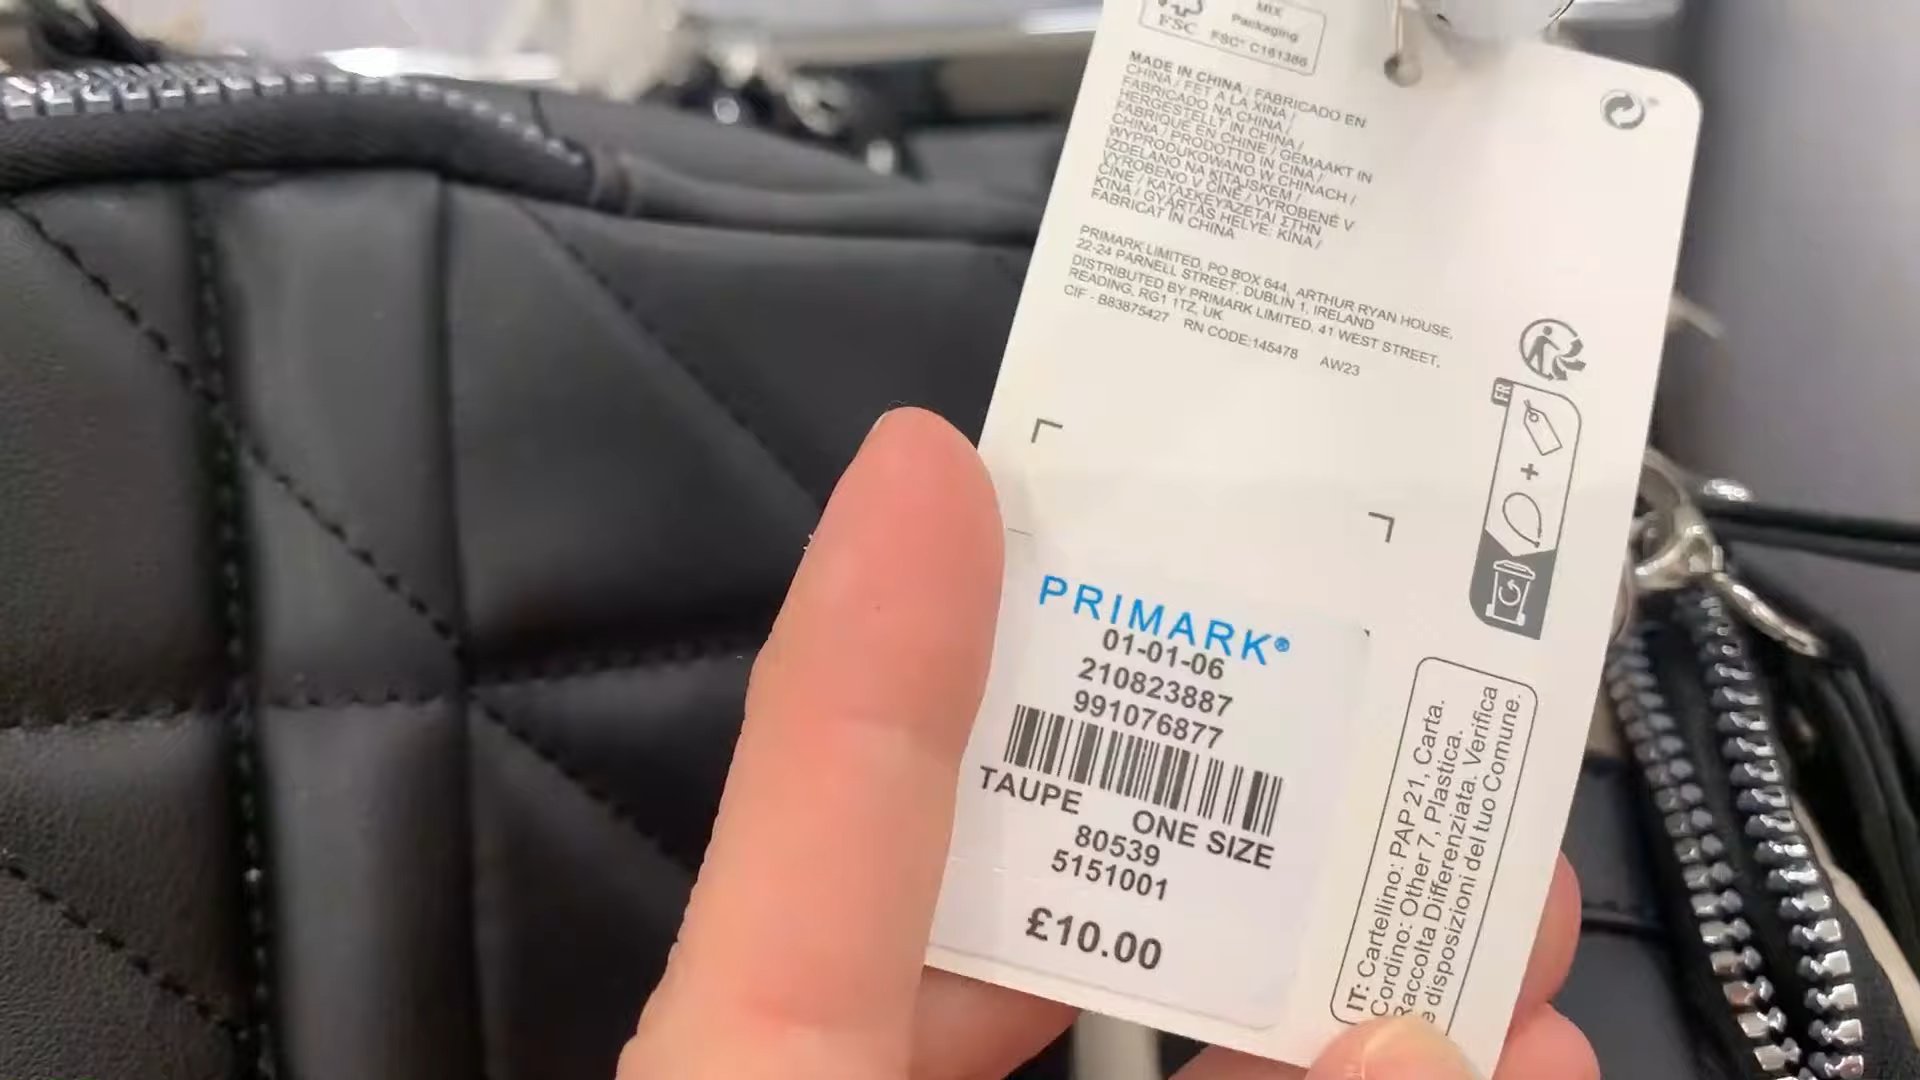 FSC
MIX
Packaging
FSC® C161386
MADE IN CHINA / FABRICADO EN
CHINA / FET A LA XINA /
FABRICADO NA CHINA /
HERGESTELLT IN CHINA /
FABRIQUÉ EN CHINE / GEMAAKT IN
CHINA / PRODOTTO IN CINA /
WYPRODUKOWANO W CHINACH /
IZDELANO NA KITAJSKEM /
VYROBENO V ČÍNĚ / VYROBENÉ V
ČÍNE / ΚΑΤΑΣΚΕΥΑΖΕΤΑΙ ΣΤΗΝ
ΚΙΝΑ / GYÁRTÁS HELYE: KÍNA /
FABRICAT ÎN CHINA
PRIMARK LIMITED, PO BOX 644, ARTHUR RYAN HOUSE,
22-24 PARNELL STREET, DUBLIN 1, IRELAND
DISTRIBUTED BY PRIMARK LIMITED, 41 WEST STREET,
READING, RG1 1TZ, UK
CIF - B83875427 RN CODE:145478 AW23
FR
PRIMARK®
01-01-06
210823887
991076877
TAUPE ONE SIZE
80539
5151001
£10.00
IT: Cartellino: PAP 21, Carta.
Cordino: Other 7, Plastica.
Raccolta Differenziata. Verifica
e disposizioni del tuo Comune.